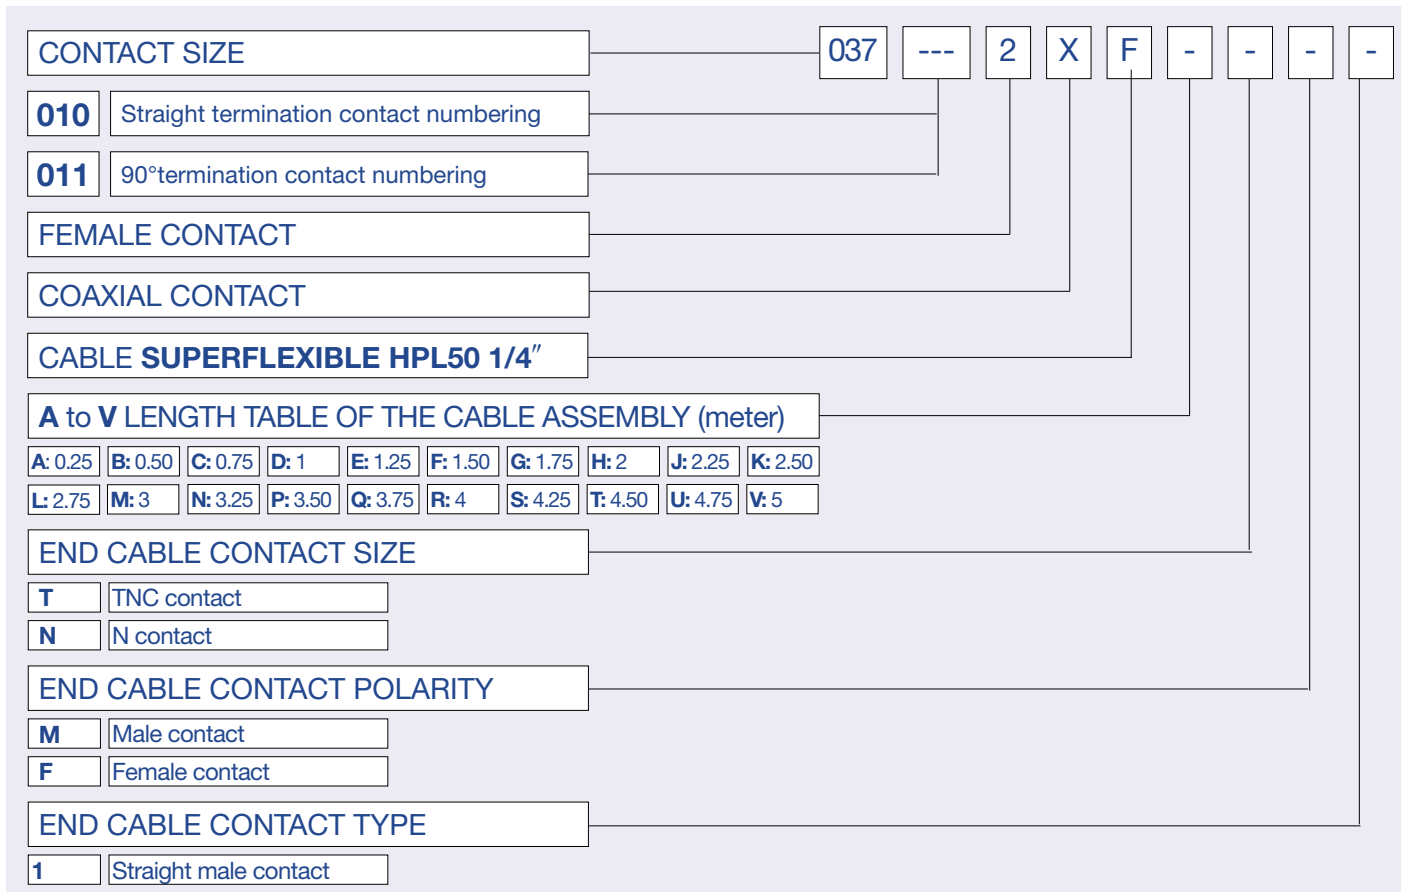 CONTACT SIZE 037 --- 2 X F - - - -
010 Straight termination contact numbering
011 90°termination contact numbering
FEMALE CONTACT
COAXIAL CONTACT
CABLE SUPERFLEXIBLE HPL50 1/4″
A to V LENGTH TABLE OF THE CABLE ASSEMBLY (meter)
A: 0.25 B: 0.50 C: 0.75 D: 1 E: 1.25 F: 1.50 G: 1.75 H: 2 J: 2.25 K: 2.50
L: 2.75 M: 3 N: 3.25 P: 3.50 Q: 3.75 R: 4 S: 4.25 T: 4.50 U: 4.75 V: 5
END CABLE CONTACT SIZE
T TNC contact
N N contact
END CABLE CONTACT POLARITY
M Male contact
F Female contact
END CABLE CONTACT TYPE
1 Straight male contact